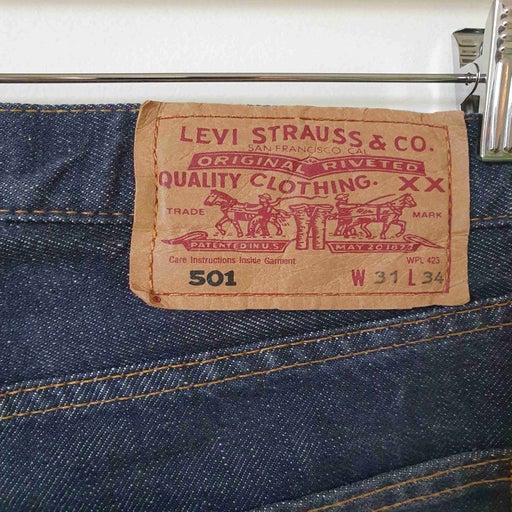 LEVI STRAUSS & CO.
SAN FRANCISCO CAL
ORIGINAL RIVETED
QUALITY CLOTHING. XX
TRADE MARK
PATENTED IN U.S. MAY 20 1873
Care Instructions Inside Garment WPL 423
501 W 31 L 34